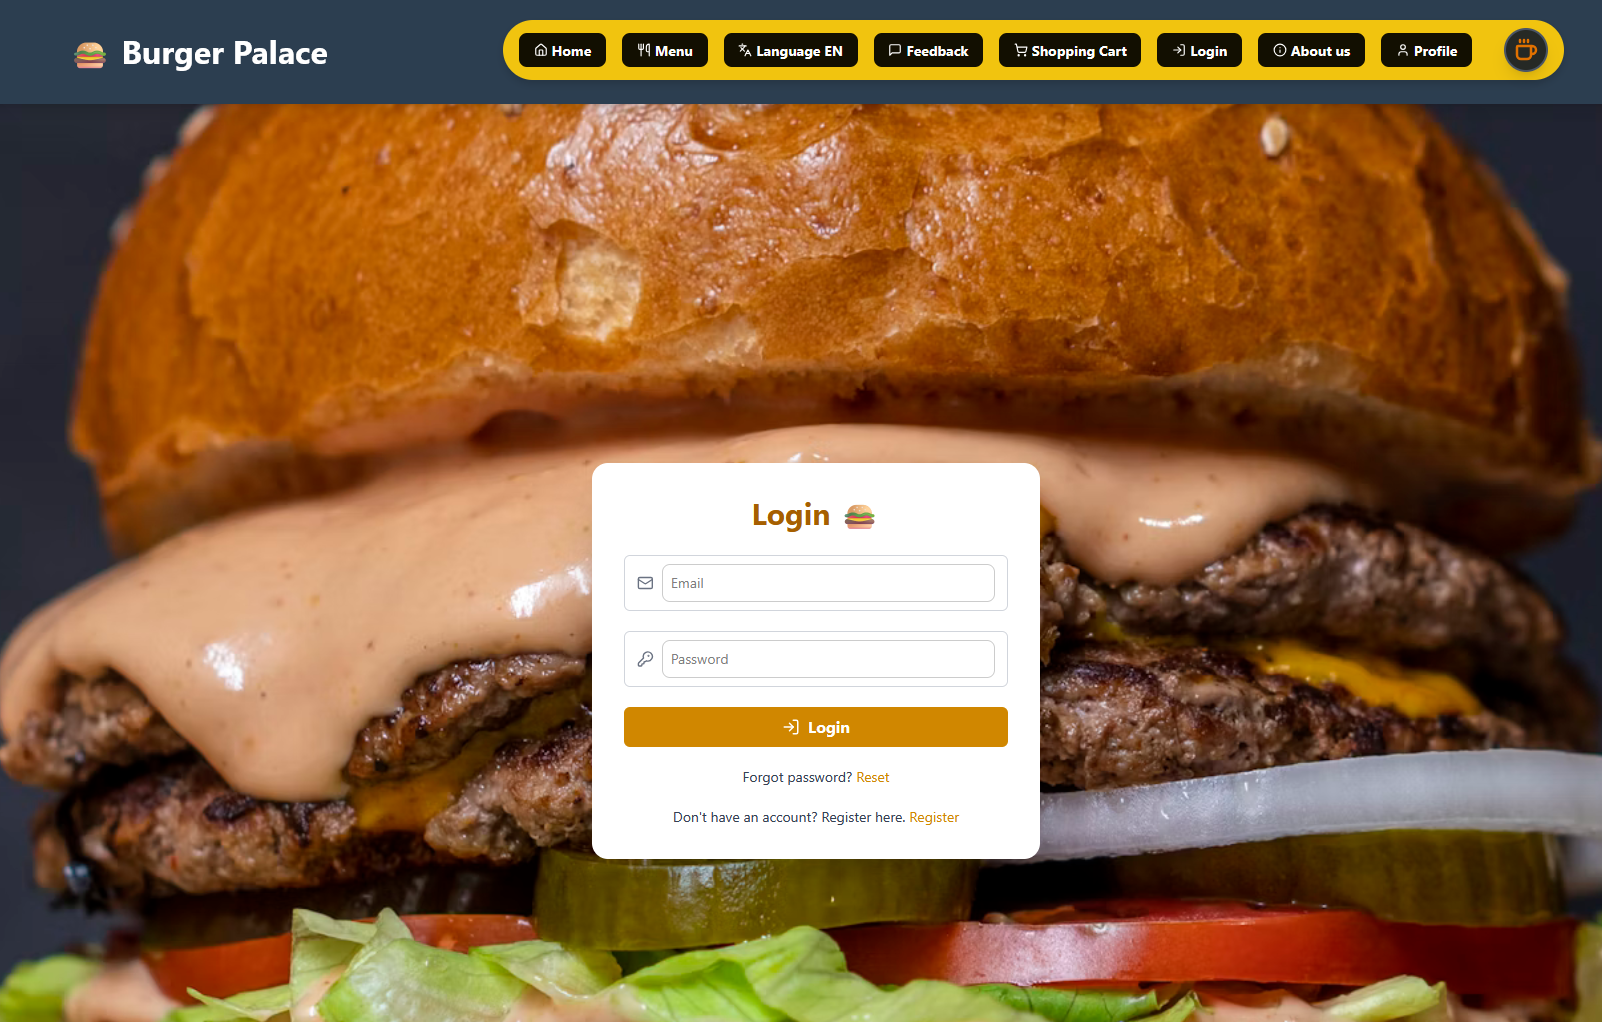 Burger Palace
Home Menu Language EN Feedback Shopping Cart Login About us Profile
Login
Email
Password
Login
Forgot password? Reset
Don't have an account? Register here. Register